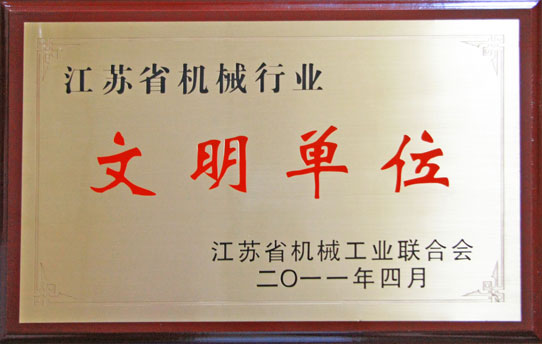 江苏省机械行业
文明单位
江苏省机械工业联合会
二〇一一年四月